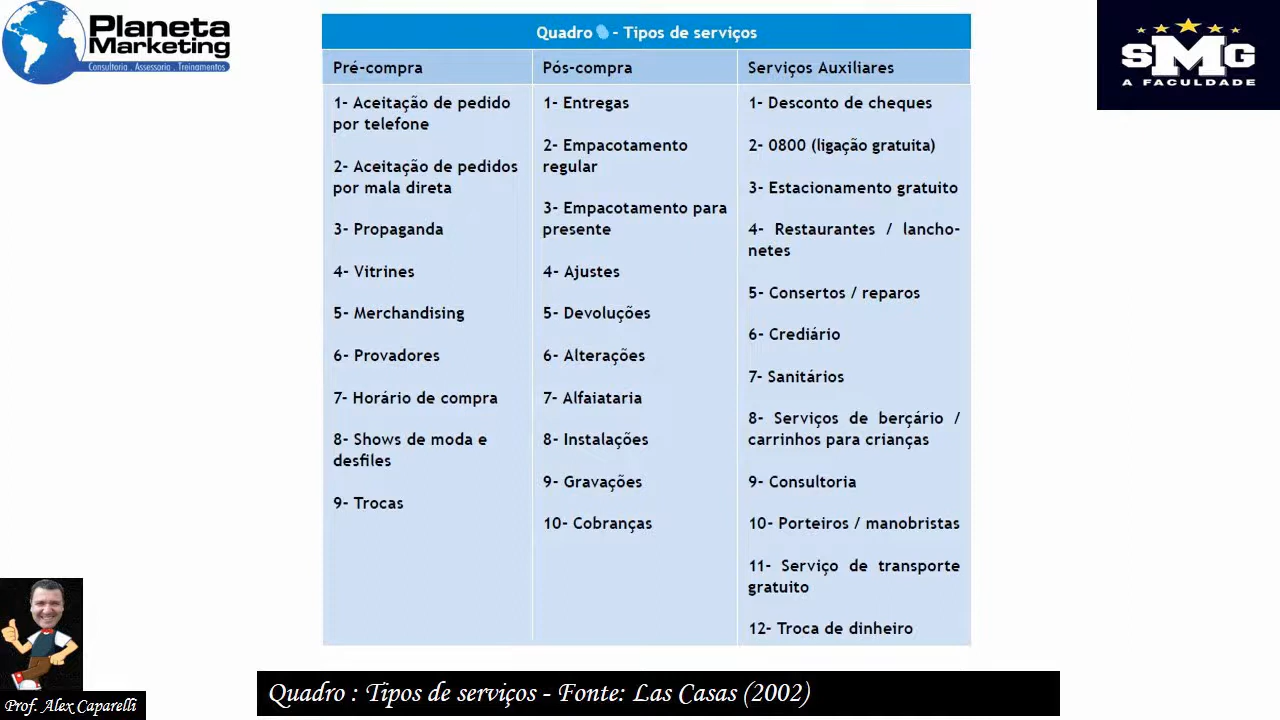 Planeta
Marketing
Consultoria . Assessoria . Treinamentos
SMG
A FACULDADE
Quadro - Tipos de serviços
Pré-compra
1- Aceitação de pedido
por telefone
2- Aceitação de pedidos
por mala direta
3- Propaganda
4- Vitrines
5- Merchandising
6- Provadores
7- Horário de compra
8- Shows de moda e
desfiles
9- Trocas
Pós-compra
1- Entregas
2- Empacotamento
regular
3- Empacotamento para
presente
4- Ajustes
5- Devoluções
6- Alterações
7- Alfaiataria
8- Instalações
9- Gravações
10- Cobranças
Serviços Auxiliares
1- Desconto de cheques
2- 0800 (ligação gratuita)
3- Estacionamento gratuito
4- Restaurantes / lancho-
netes
5- Consertos / reparos
6- Crediário
7- Sanitários
8- Serviços de berçário /
carrinhos para crianças
9- Consultoria
10- Porteiros / manobristas
11- Serviço de transporte
gratuito
12- Troca de dinheiro
Prof. Alex Caparelli
Quadro : Tipos de serviços - Fonte: Las Casas (2002)